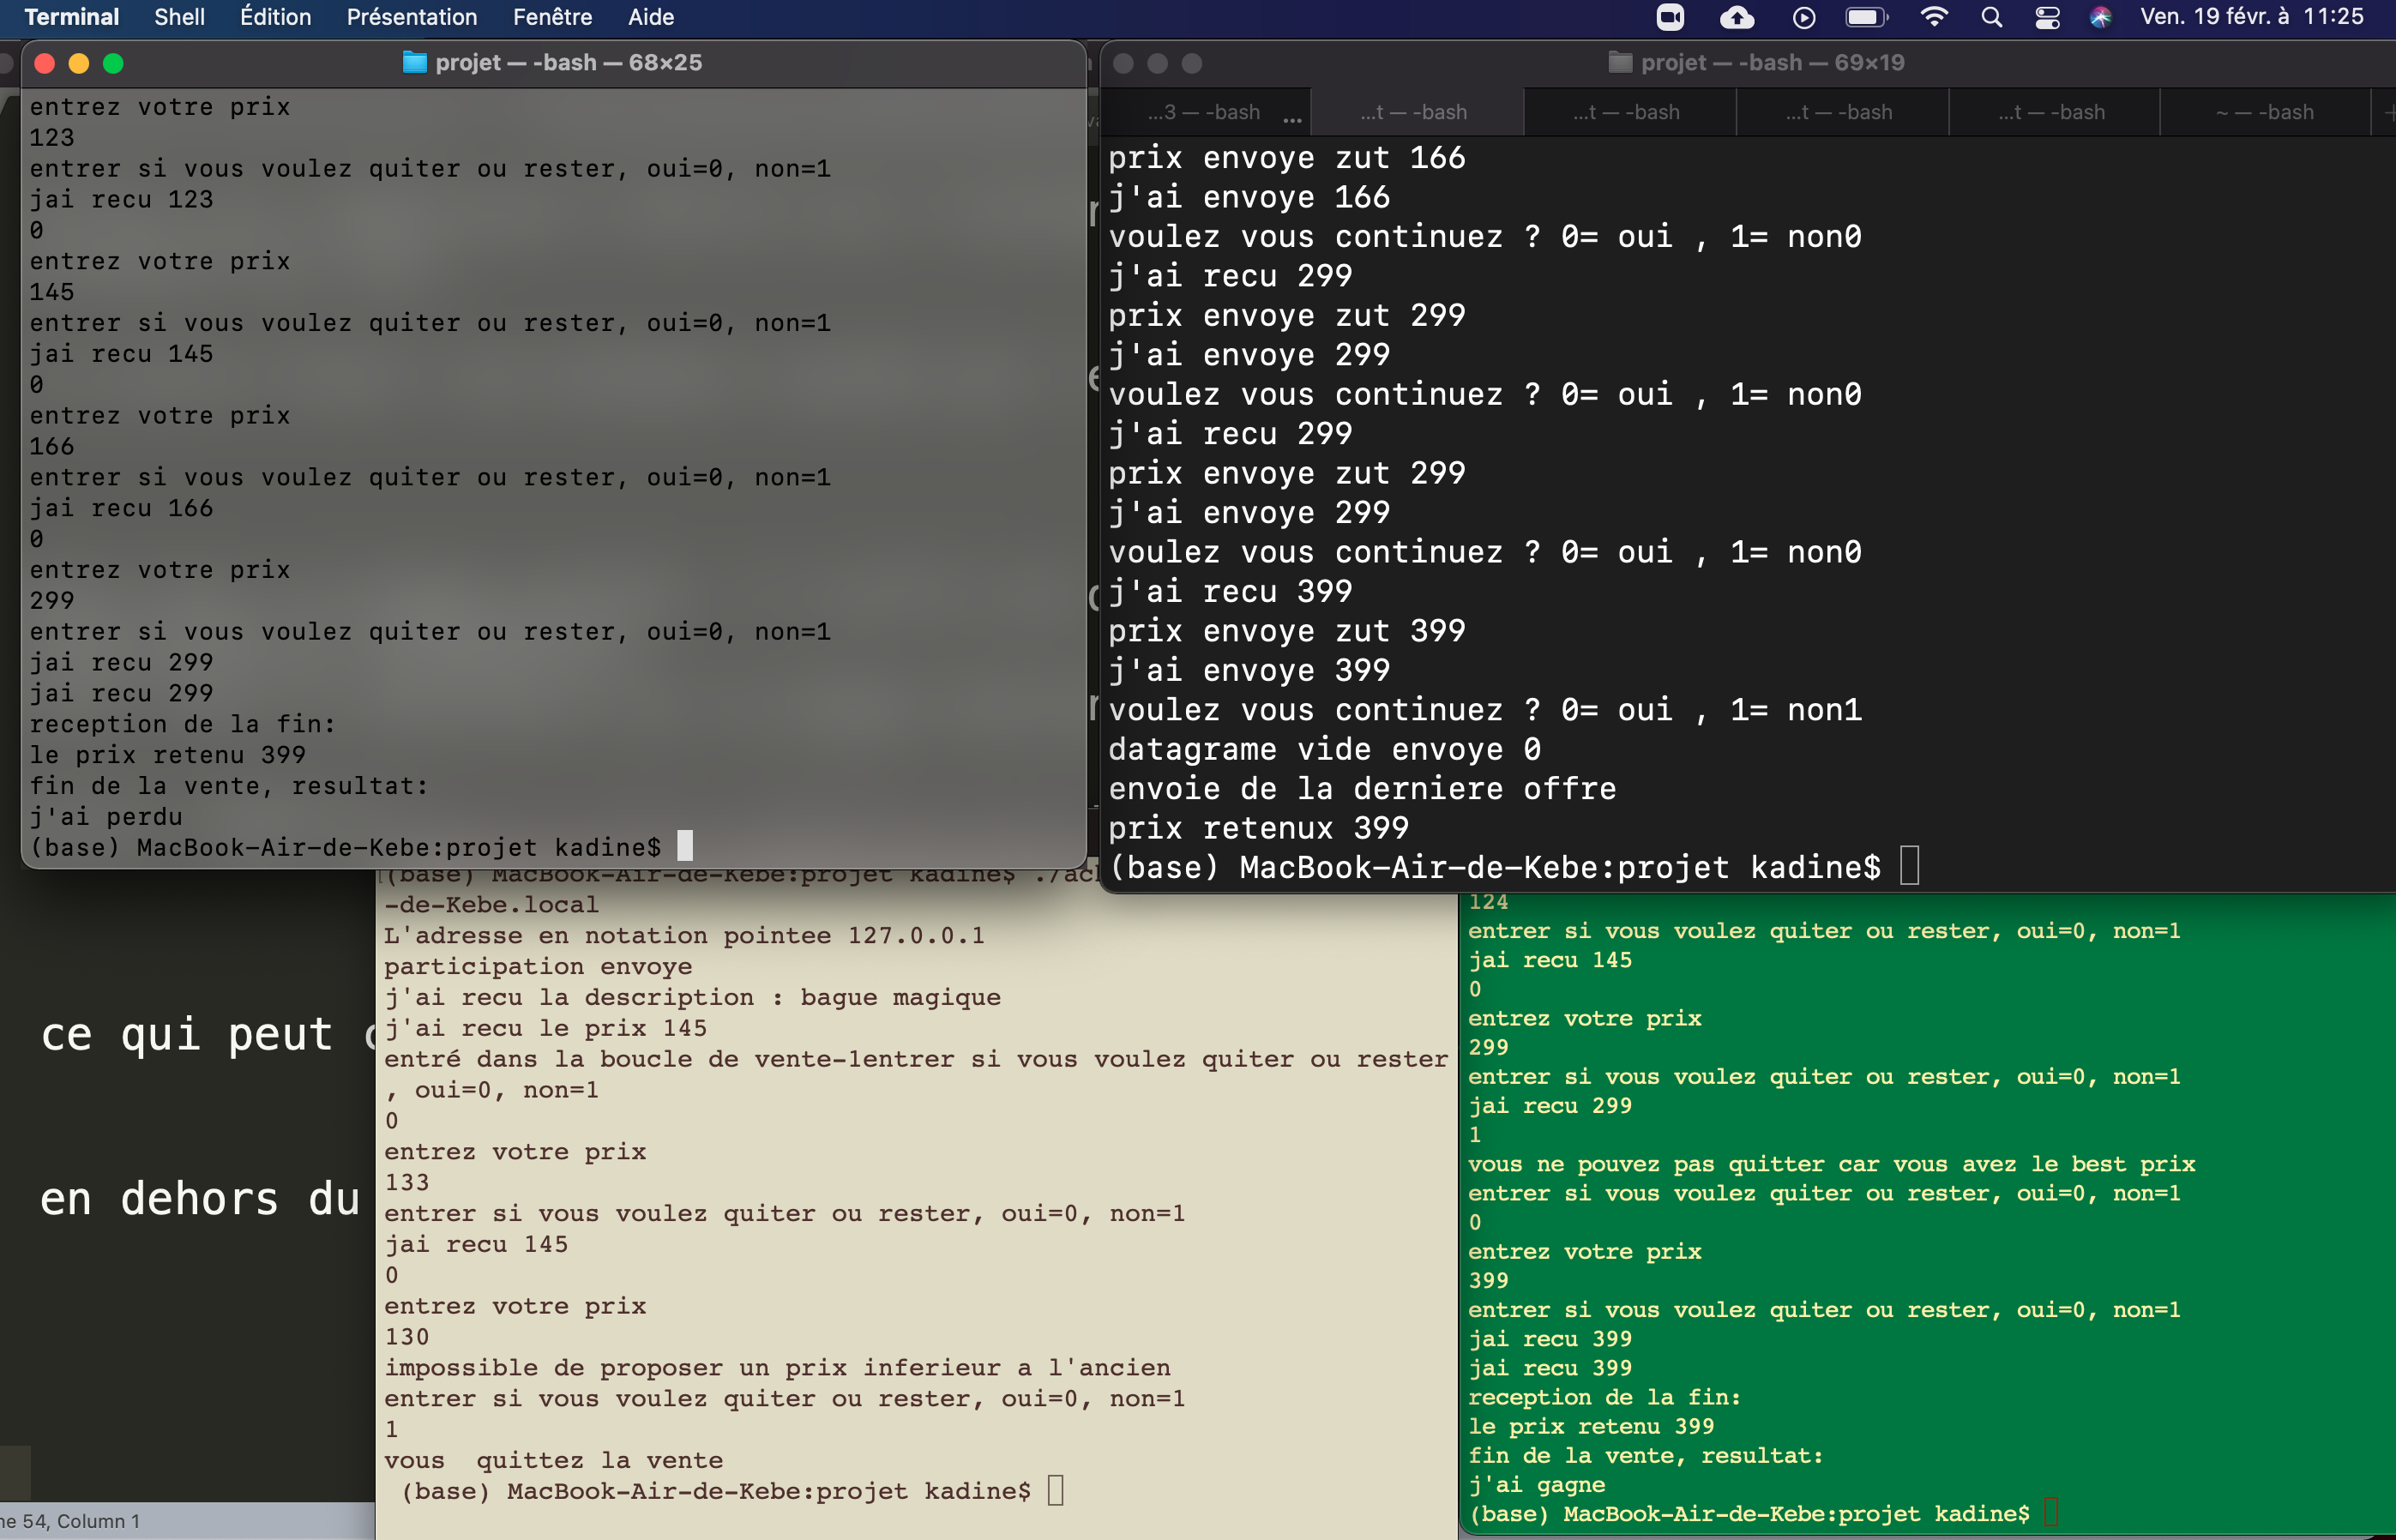 Terminal Shell Édition Présentation Fenêtre Aide Ven. 19 févr. à 11:25
projet — -bash — 68×25
entrez votre prix
123
entrer si vous voulez quiter ou rester, oui=0, non=1
jai recu 123
0
entrez votre prix
145
entrer si vous voulez quiter ou rester, oui=0, non=1
jai recu 145
0
entrez votre prix
166
entrer si vous voulez quiter ou rester, oui=0, non=1
jai recu 166
0
entrez votre prix
299
entrer si vous voulez quiter ou rester, oui=0, non=1
jai recu 299
jai recu 299
reception de la fin:
le prix retenu 399
fin de la vente, resultat:
j'ai perdu
(base) MacBook-Air-de-Kebe:projet kadine$
projet — -bash — 69×19
...3 — -bash ... ...t — -bash ...t — -bash ...t — -bash ...t — -bash ~ — -bash
prix envoye zut 166
j'ai envoye 166
voulez vous continuez ? 0= oui , 1= non0
j'ai recu 299
prix envoye zut 299
j'ai envoye 299
voulez vous continuez ? 0= oui , 1= non0
j'ai recu 299
prix envoye zut 299
j'ai envoye 299
voulez vous continuez ? 0= oui , 1= non0
j'ai recu 399
prix envoye zut 399
j'ai envoye 399
voulez vous continuez ? 0= oui , 1= non1
datagrame vide envoye 0
envoie de la derniere offre
prix retenux 399
(base) MacBook-Air-de-Kebe:projet kadine$
ce qui peut
en dehors du
54, Column 1
(base) MacBook-Air-de-Kebe:projet kadine$
-de-Kebe.local
L'adresse en notation pointee 127.0.0.1
participation envoye
j'ai recu la description : bague magique
j'ai recu le prix 145
entré dans la boucle de vente-1entrer si vous voulez quiter ou rester
, oui=0, non=1
0
entrez votre prix
133
entrer si vous voulez quiter ou rester, oui=0, non=1
jai recu 145
0
entrez votre prix
130
impossible de proposer un prix inferieur a l'ancien
entrer si vous voulez quiter ou rester, oui=0, non=1
1
vous  quittez la vente
(base) MacBook-Air-de-Kebe:projet kadine$
124
entrer si vous voulez quiter ou rester, oui=0, non=1
jai recu 145
0
entrez votre prix
299
entrer si vous voulez quiter ou rester, oui=0, non=1
jai recu 299
1
vous ne pouvez pas quitter car vous avez le best prix
entrer si vous voulez quiter ou rester, oui=0, non=1
0
entrez votre prix
399
entrer si vous voulez quiter ou rester, oui=0, non=1
jai recu 399
jai recu 399
reception de la fin:
le prix retenu 399
fin de la vente, resultat:
j'ai gagne
(base) MacBook-Air-de-Kebe:projet kadine$